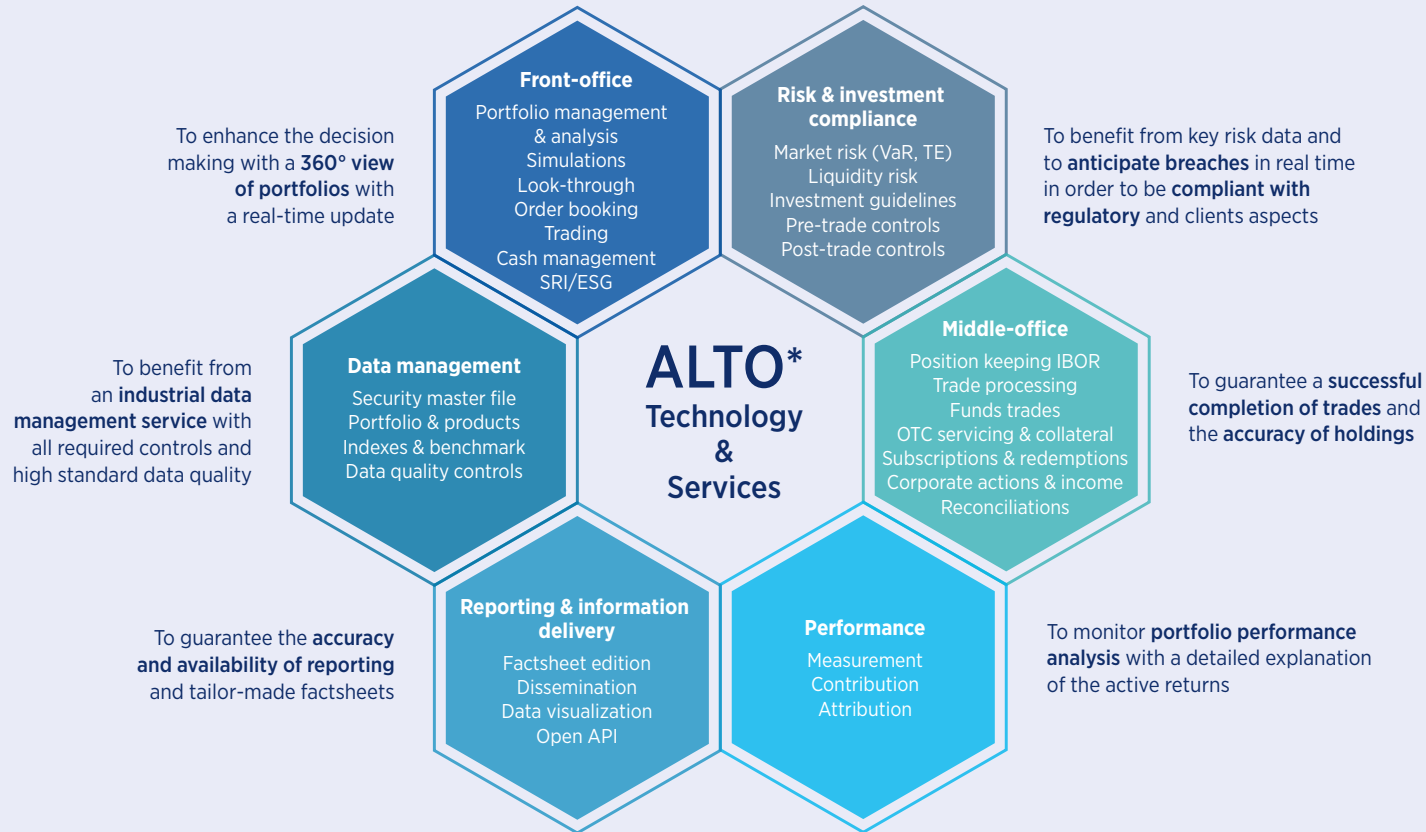 Front-office
Portfolio management
& analysis
Simulations
Look-through
Order booking
Trading
Cash management
SRI/ESG
Risk & investment
compliance
Market risk (VaR, TE)
Liquidity risk
Investment guidelines
Pre-trade controls
Post-trade controls
To enhance the decision
making with a 360° view
of portfolios with
a real-time update
To benefit from key risk data and
to anticipate breaches in real time
in order to be compliant with
regulatory and clients aspects
Data management
Security master file
Portfolio & products
Indexes & benchmark
Data quality controls
ALTO*
Technology
&
Services
Middle-office
Position keeping IBOR
Trade processing
Funds trades
OTC servicing & collateral
Subscriptions & redemptions
Corporate actions & income
Reconciliations
To benefit from
an industrial data
management service with
all required controls and
high standard data quality
To guarantee a successful
completion of trades and
the accuracy of holdings
Reporting & information
delivery
Factsheet edition
Dissemination
Data visualization
Open API
Performance
Measurement
Contribution
Attribution
To guarantee the accuracy
and availability of reporting
and tailor-made factsheets
To monitor portfolio performance
analysis with a detailed explanation
of the active returns